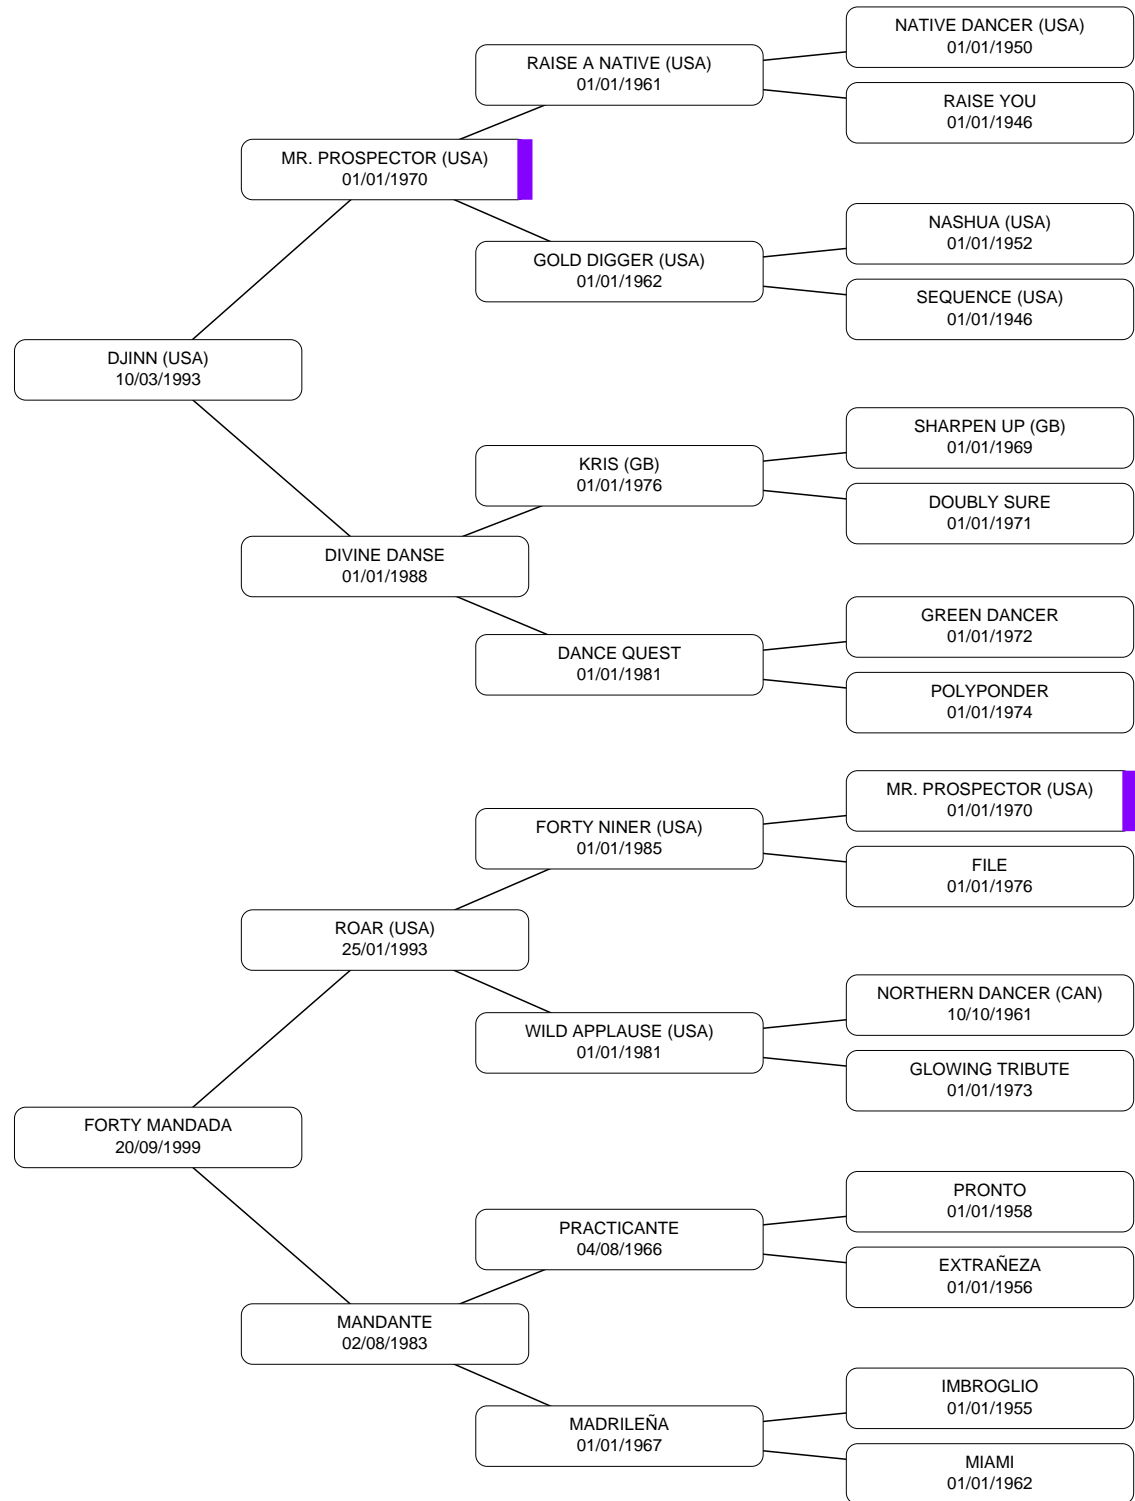 NATIVE DANCER (USA)
01/01/1950
RAISE A NATIVE (USA)
01/01/1961
RAISE YOU
01/01/1946
MR. PROSPECTOR (USA)
01/01/1970
NASHUA (USA)
01/01/1952
GOLD DIGGER (USA)
01/01/1962
SEQUENCE (USA)
01/01/1946
DJINN (USA)
10/03/1993
SHARPEN UP (GB)
01/01/1969
KRIS (GB)
01/01/1976
DOUBLY SURE
01/01/1971
DIVINE DANSE
01/01/1988
GREEN DANCER
01/01/1972
DANCE QUEST
01/01/1981
POLYPONDER
01/01/1974
MR. PROSPECTOR (USA)
01/01/1970
FORTY NINER (USA)
01/01/1985
FILE
01/01/1976
ROAR (USA)
25/01/1993
NORTHERN DANCER (CAN)
10/10/1961
WILD APPLAUSE (USA)
01/01/1981
GLOWING TRIBUTE
01/01/1973
FORTY MANDADA
20/09/1999
PRONTO
01/01/1958
PRACTICANTE
04/08/1966
EXTRAÑEZA
01/01/1956
MANDANTE
02/08/1983
IMBROGLIO
01/01/1955
MADRILEÑA
01/01/1967
MIAMI
01/01/1962